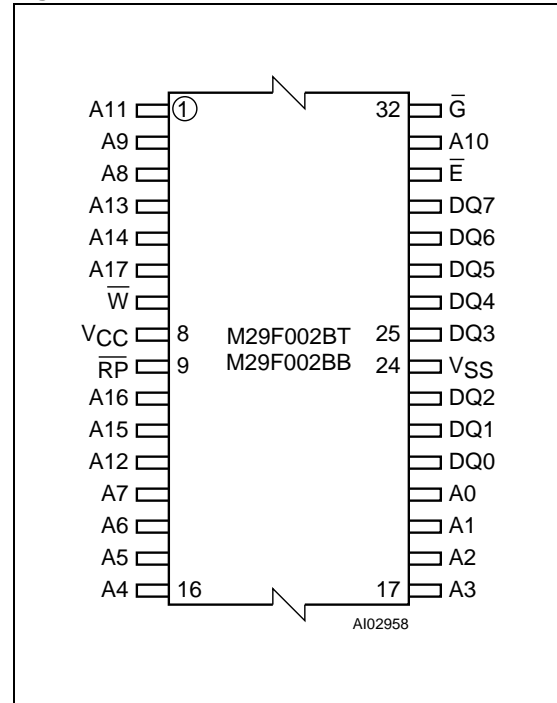 A11 1 32 G̅
A9 A10
A8 E̅
A13 DQ7
A14 DQ6
A17 DQ5
W̅ DQ4
VCC 8 M29F002BT 25 DQ3
R̅P̅ 9 M29F002BB 24 VSS
A16 DQ2
A15 DQ1
A12 DQ0
A7 A0
A6 A1
A5 A2
A4 16 17 A3
AI02958